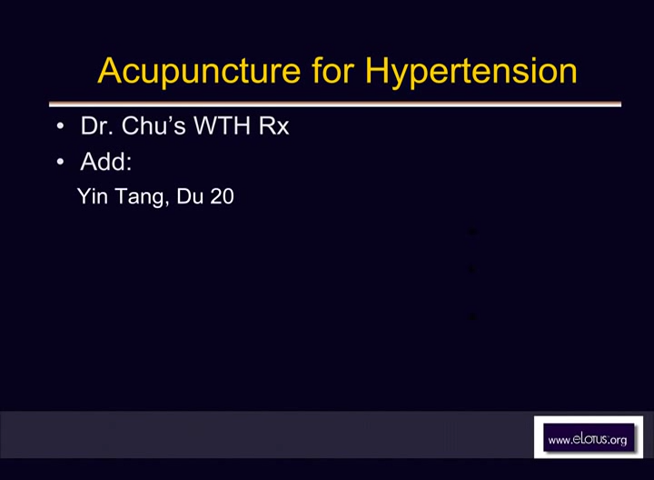 Acupuncture for Hypertension
• Dr. Chu's WTH Rx
• Add:
Yin Tang, Du 20
www.eLotus.org